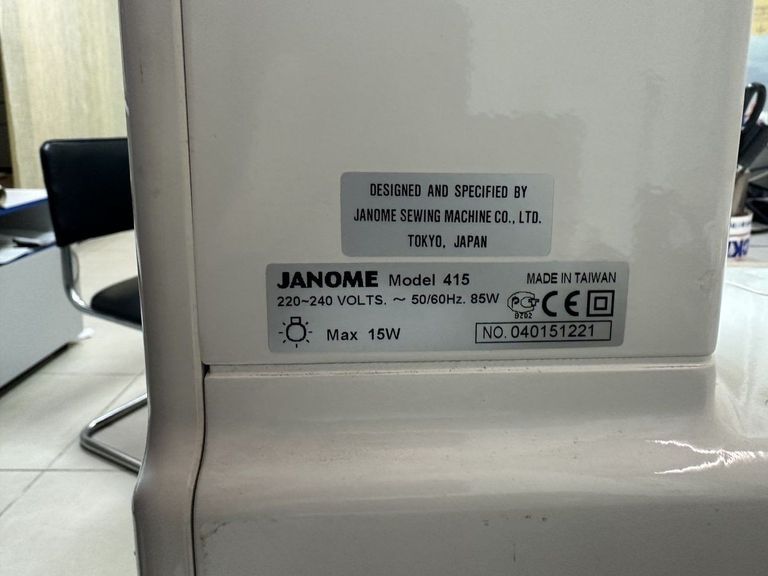 DESIGNED AND SPECIFIED BY
JANOME SEWING MACHINE CO., LTD.
TOKYO, JAPAN
JANOME Model 415 MADE IN TAIWAN
220~240 VOLTS. ~ 50/60Hz. 85W
Max 15W
NO. 040151221